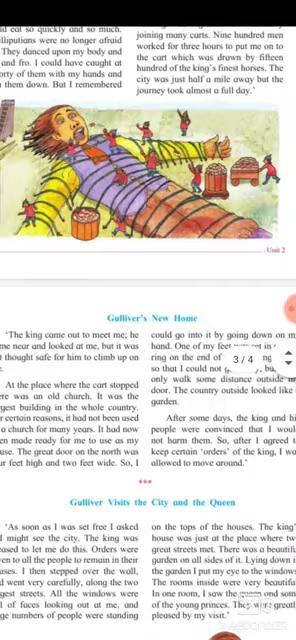 ld eat so quickly and so much.
illiputians were no longer afraid
They danced upon my body and
and fro. I could have caught at
orty of them with my hands and
them down. But I remembered
joining many carts. Nine hundred men
worked for three hours to put me on to
the cart which was drawn by fifteen
hundred of the king's finest horses. The
city was just half a mile away but the
journey took almost a full day.'
Unit 2
Gulliver's New Home
'The king came out to meet me; he
me near and looked at me, but it was
t thought safe for him to climb up on
e.
At the place where the cart stopped
ere was an old church. It was the
gest building in the whole country.
r certain reasons, it had not been used
a church for many years. It had now
en made ready for me to use as my
use. The great door on the north was
ur feet high and two feet wide. So, I
could go into it by going down on m
hand. One of my feet
ring on the end of
so that I could not
only walk some distance outside
door. The country outside looked like
garden.
After some days, the king and hi
people were convinced that I woul
not harm them. So, after I agreed t
keep certain 'orders' of the king, I wa
allowed to move around.'
3 / 4
***
Gulliver Visits the City and the Queen
'As soon as I was set free I asked
I might see the city. The king was
eased to let me do this. Orders were
ven to all the people to remain in their
uses. I then stepped over the wall,
d went very carefully, along the two
gest streets. All the windows were
l of faces looking out at me, and
ge numbers of people were standing
on the tops of the houses. The king'
house was just at the place where tw
great streets met. There was a beautifu
garden on all sides of it. Lying down i
the garden I put my eye to the windows
The rooms inside were very beautiful
In one room, I saw the
of the young princes.
pleased by my visit.'
RECORDER